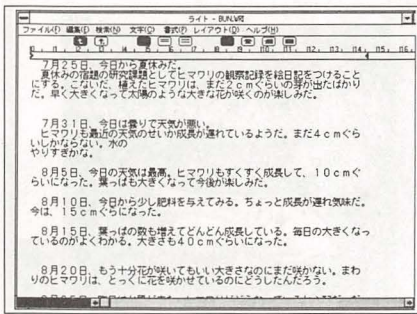 ライト - BUN.WRI
ファイル(F) 編集(E) 検索(N) 文字(C) 書式(P) レイアウト(D) ヘルプ(H)
7月25日、今日から夏休みだ。
夏休みの宿題の研究課題としてヒマワリの観察記録を絵日記をつけること
にする。こないだ、植えたヒマワリは、まだ2cmぐらいの芽が出たばかり
だ。早く大きくなって太陽のような大きな花が咲くのが楽しみだ。
7月31日、今日は曇りで天気が悪い。
ヒマワリも最近の天気のせいか成長が遅れているようだ。まだ4cmぐら
いしかならない。水の
やりすぎかな。
8月5日、今日の天気は最高。ヒマワリもすくすく成長して、10cmぐ
らいになった。葉っぱも大きくなって今後が楽しみだ。
8月10日、今日から少し肥料を与えてみる。ちょっと成長が遅れ気味だ。
今は、15cmぐらになった。
8月15日、葉っぱの数も増えてどんどん成長している。毎日の大きくなっ
ているのがよくわかる。大きさも40cmぐらいになった。
8月20日、もう十分花が咲いてもいい大きさなのにまだ咲かない。まわ
りのヒマワリは、とっくに花を咲かせているのにどうしたんだろう。